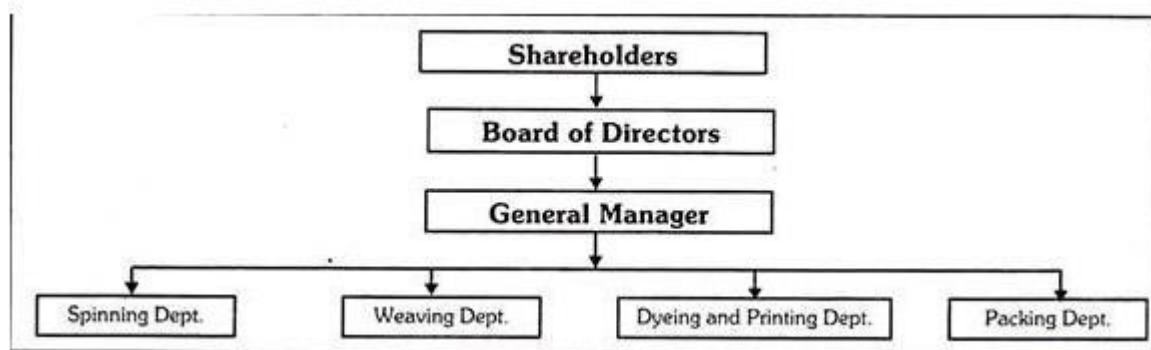 Shareholders
Board of Directors
General Manager
Spinning Dept.
Weaving Dept.
Dyeing and Printing Dept.
Packing Dept.